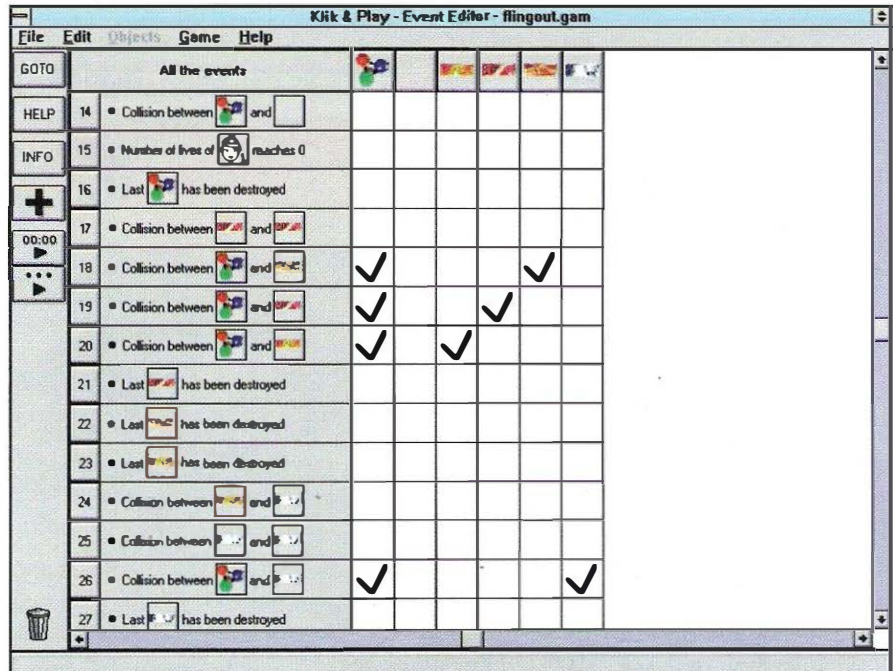 Klik & Play - Event Editor - flingout.gam
File Edit Objects Game Help
GOTO All the events
HELP 14 • Collision between and
INFO 15 • Number of lives of reaches 0
16 • Last has been destroyed
17 • Collision between and
00:00
18 • Collision between and
19 • Collision between and
20 • Collision between and
21 • Last has been destroyed
22 • Last has been destroyed
23 • Last has been destroyed
24 • Collision between and
25 • Collision between and
26 • Collision between and
27 • Last has been destroyed